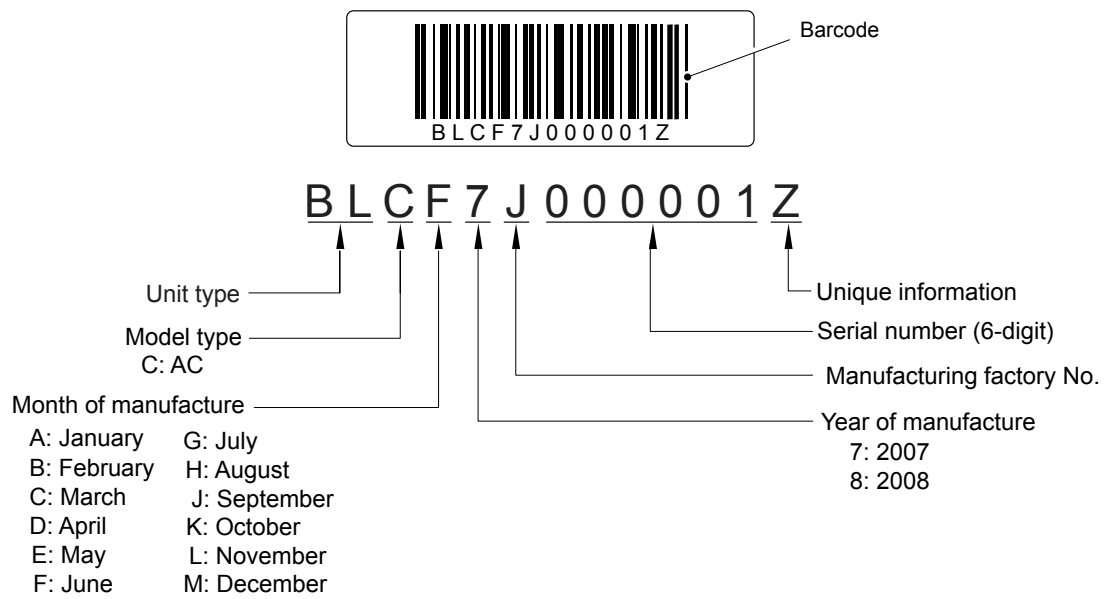 Barcode
BLCF7J000001Z
BLCF7J000001Z
Unit type
Unique information
Model type
C: AC
Serial number (6-digit)
Manufacturing factory No.
Month of manufacture
A: January
B: February
C: March
D: April
E: May
F: June
G: July
H: August
J: September
K: October
L: November
M: December
Year of manufacture
7: 2007
8: 2008